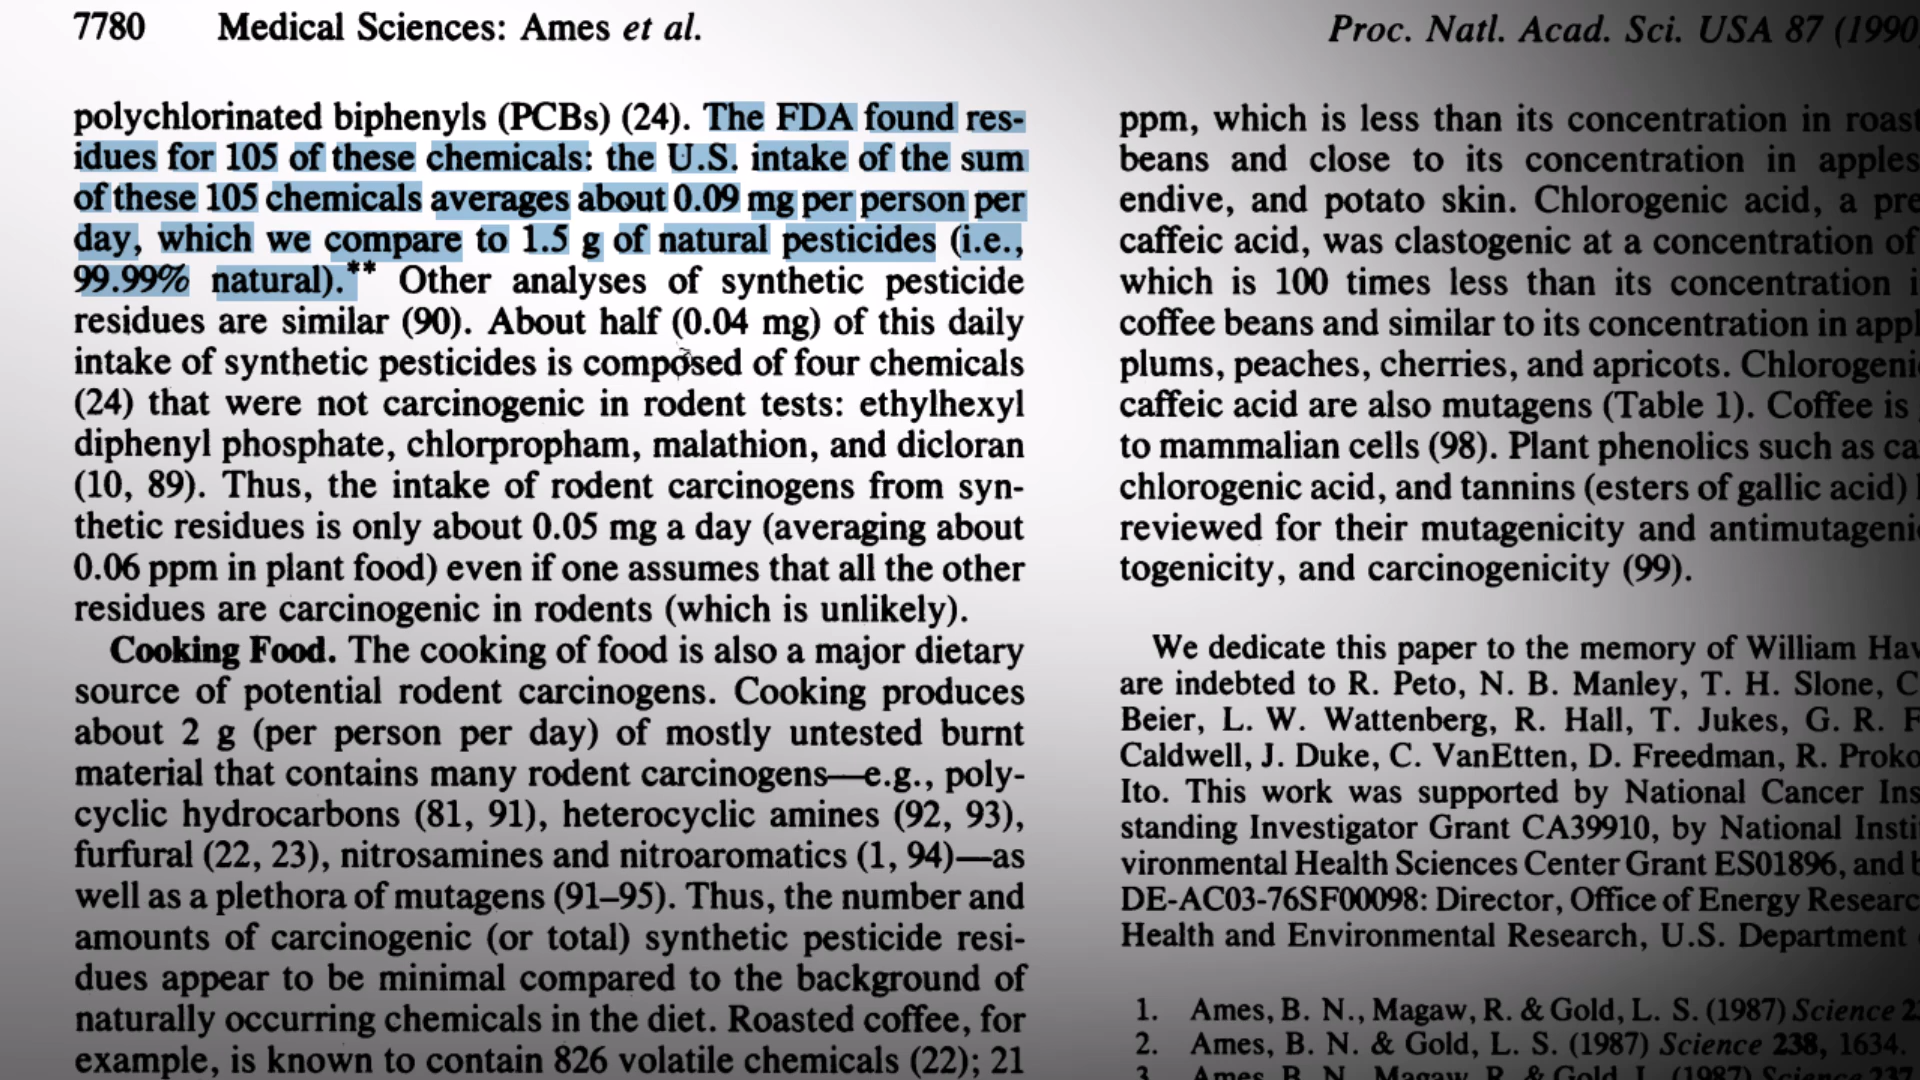 7780 Medical Sciences: Ames et al.
Proc. Natl. Acad. Sci. USA 87 (1990
polychlorinated biphenyls (PCBs) (24). The FDA found res-
idues for 105 of these chemicals: the U.S. intake of the sum
of these 105 chemicals averages about 0.09 mg per person per
day, which we compare to 1.5 g of natural pesticides (i.e.,
99.99% natural).** Other analyses of synthetic pesticide
residues are similar (90). About half (0.04 mg) of this daily
intake of synthetic pesticides is composed of four chemicals
(24) that were not carcinogenic in rodent tests: ethylhexyl
diphenyl phosphate, chlorpropham, malathion, and dicloran
(10, 89). Thus, the intake of rodent carcinogens from syn-
thetic residues is only about 0.05 mg a day (averaging about
0.06 ppm in plant food) even if one assumes that all the other
residues are carcinogenic in rodents (which is unlikely).
Cooking Food. The cooking of food is also a major dietary
source of potential rodent carcinogens. Cooking produces
about 2 g (per person per day) of mostly untested burnt
material that contains many rodent carcinogens—e.g., poly-
cyclic hydrocarbons (81, 91), heterocyclic amines (92, 93),
furfural (22, 23), nitrosamines and nitroaromatics (1, 94)—as
well as a plethora of mutagens (91–95). Thus, the number and
amounts of carcinogenic (or total) synthetic pesticide resi-
dues appear to be minimal compared to the background of
naturally occurring chemicals in the diet. Roasted coffee, for
example, is known to contain 826 volatile chemicals (22); 21
ppm, which is less than its concentration in roast
beans and close to its concentration in apples
endive, and potato skin. Chlorogenic acid, a pre
caffeic acid, was clastogenic at a concentration of
which is 100 times less than its concentration i
coffee beans and similar to its concentration in appl
plums, peaches, cherries, and apricots. Chlorogeni
caffeic acid are also mutagens (Table 1). Coffee is
to mammalian cells (98). Plant phenolics such as ca
chlorogenic acid, and tannins (esters of gallic acid)
reviewed for their mutagenicity and antimutageni
togenicity, and carcinogenicity (99).
We dedicate this paper to the memory of William Hav
are indebted to R. Peto, N. B. Manley, T. H. Slone, C
Beier, L. W. Wattenberg, R. Hall, T. Jukes, G. R. F
Caldwell, J. Duke, C. VanEtten, D. Freedman, R. Proko
Ito. This work was supported by National Cancer Ins
standing Investigator Grant CA39910, by National Insti
vironmental Health Sciences Center Grant ES01896, and b
DE-AC03-76SF00098: Director, Office of Energy Researc
Health and Environmental Research, U.S. Department
1. Ames, B. N., Magaw, R. & Gold, L. S. (1987) Science 2
2. Ames, B. N. & Gold, L. S. (1987) Science 238, 1634.
3. Ames, B. N., Magaw, R. & Gold, L. (1987) Science 237